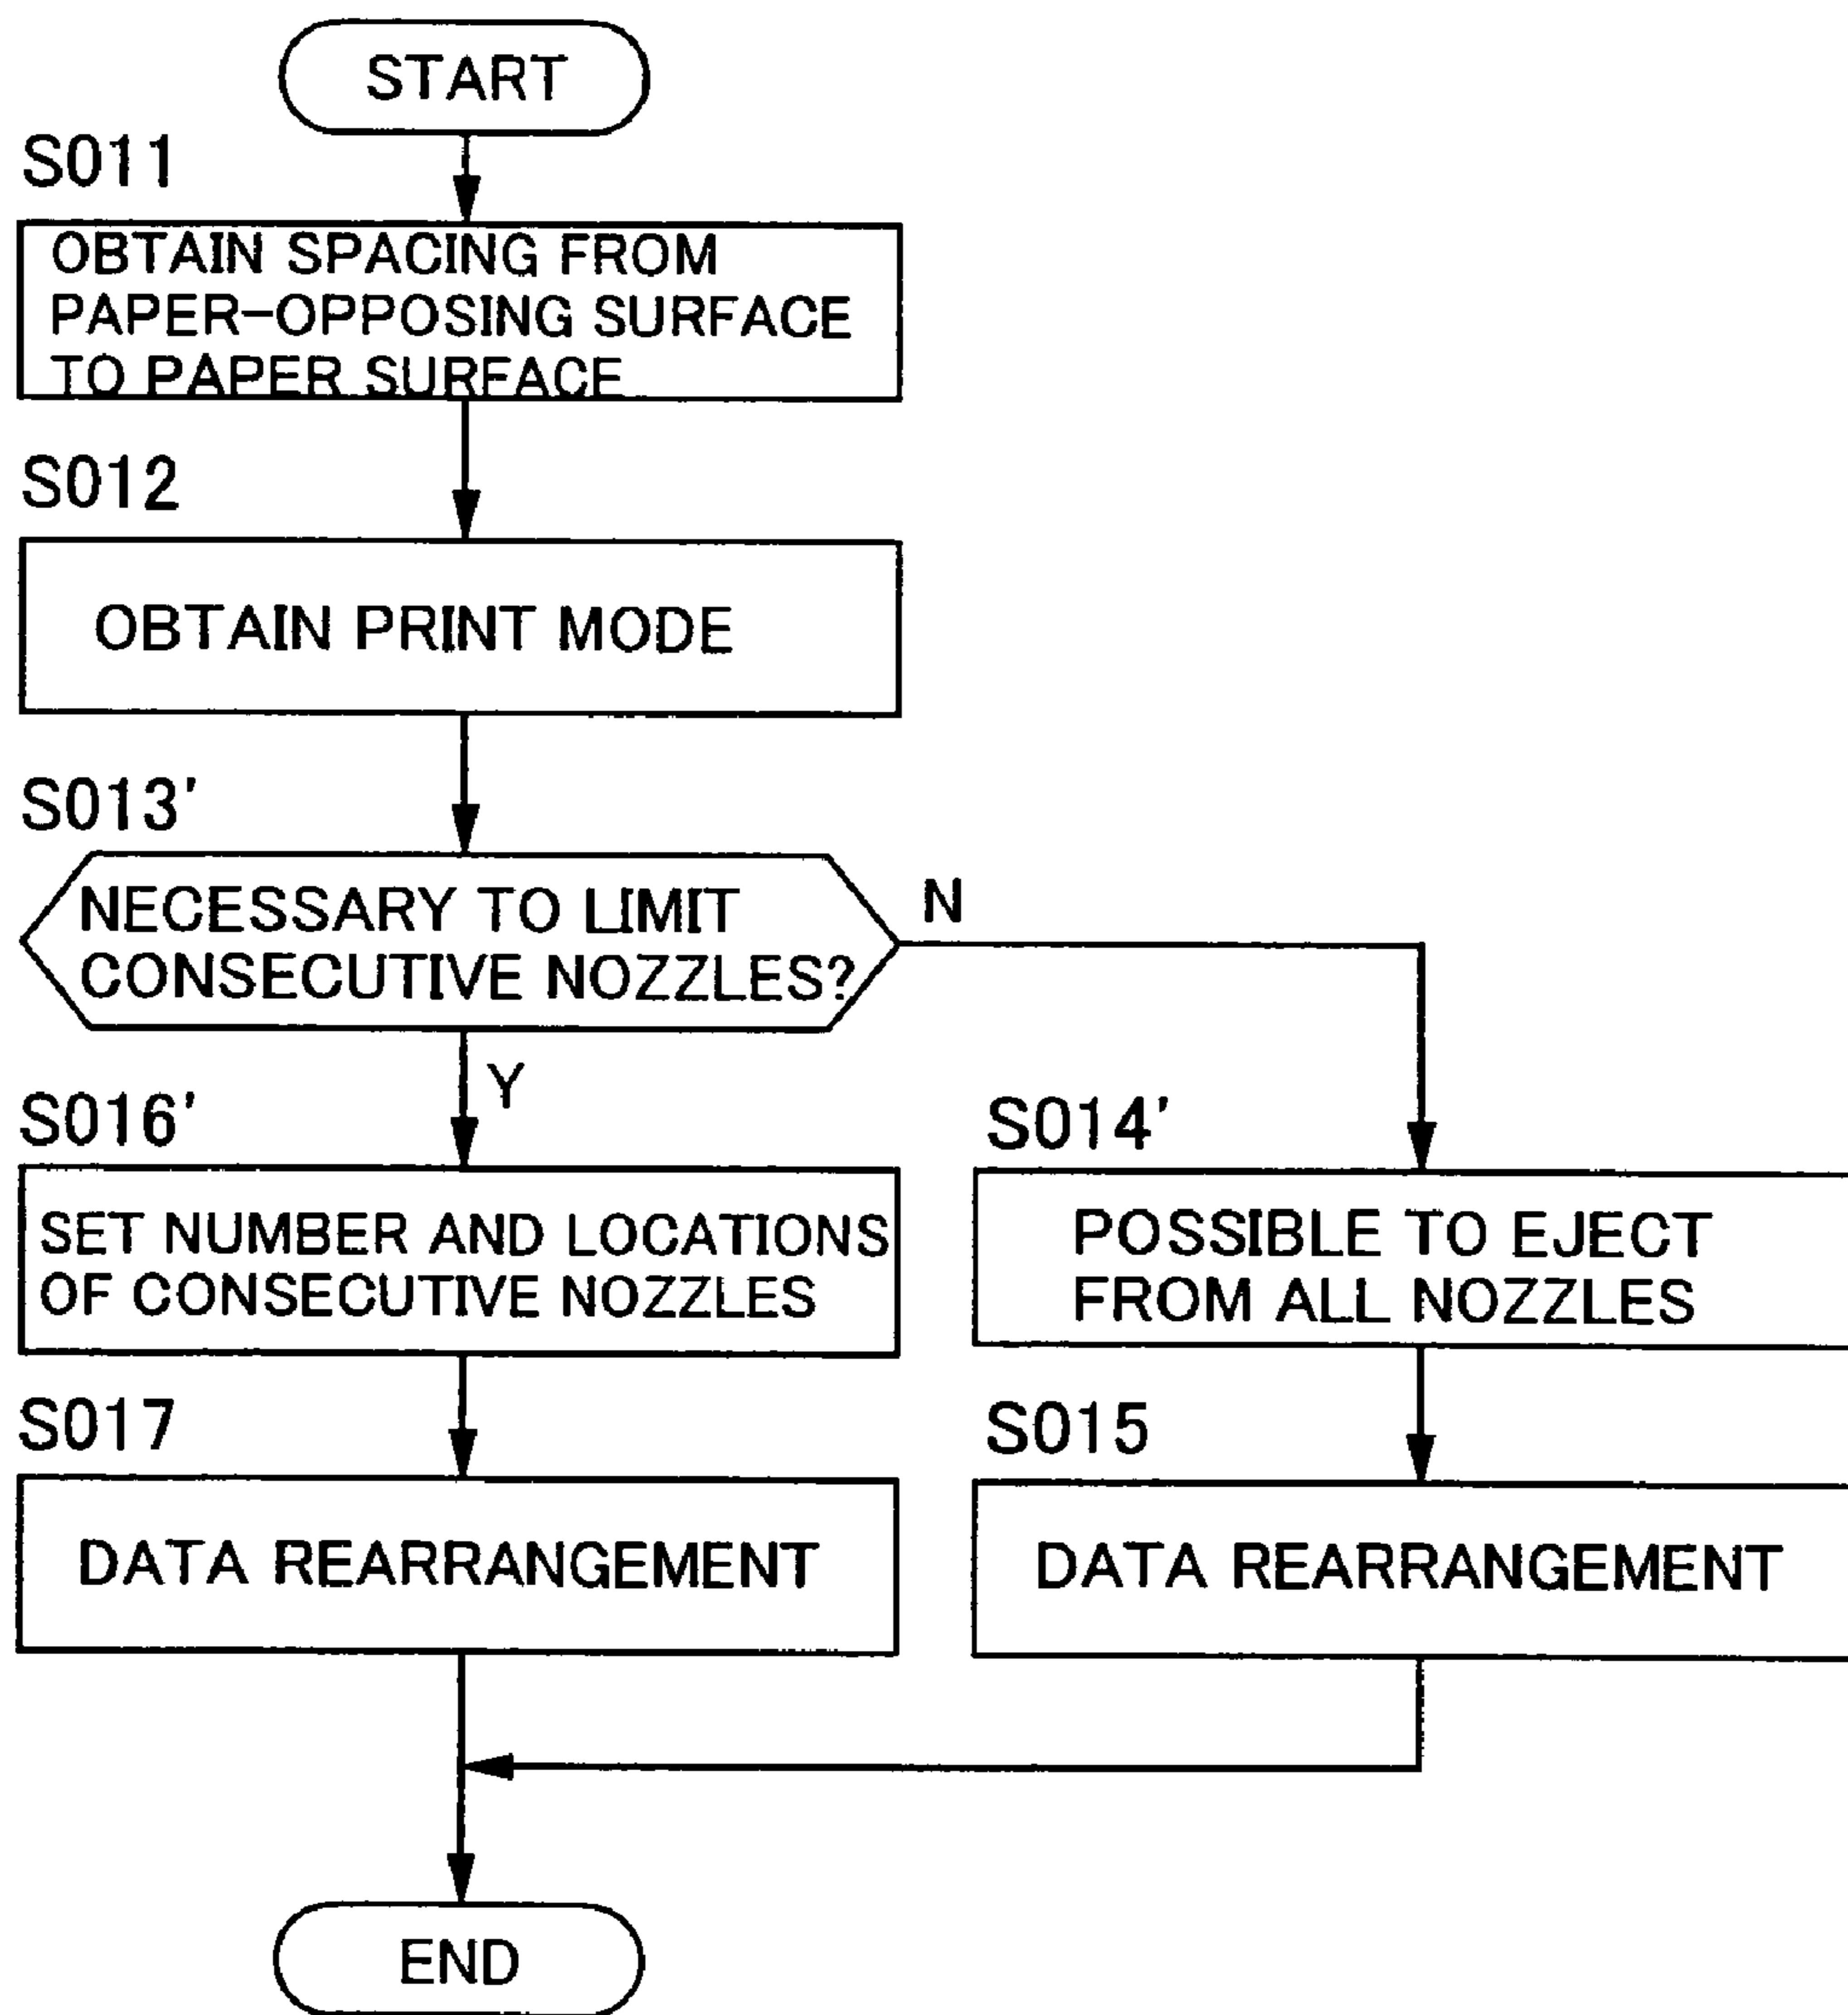 START
S011
OBTAIN SPACING FROM
PAPER-OPPOSING SURFACE
TO PAPER SURFACE
S012
OBTAIN PRINT MODE
S013'
NECESSARY TO LIMIT
CONSECUTIVE NOZZLES?
N
Y
S016'
SET NUMBER AND LOCATIONS
OF CONSECUTIVE NOZZLES
S014'
POSSIBLE TO EJECT
FROM ALL NOZZLES
S017
DATA REARRANGEMENT
S015
DATA REARRANGEMENT
END